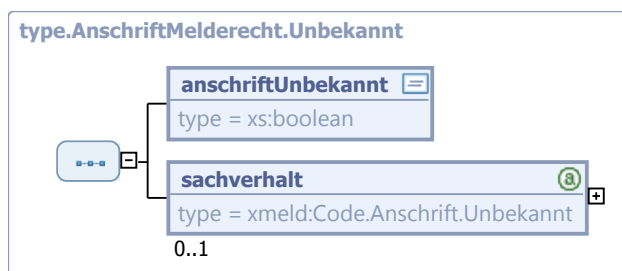 type.AnschriftMelderecht.Unbekannt
anschriftUnbekannt
type = xs:boolean
sachverhalt
type = xmeld:Code.Anschrift.Unbekannt
0..1